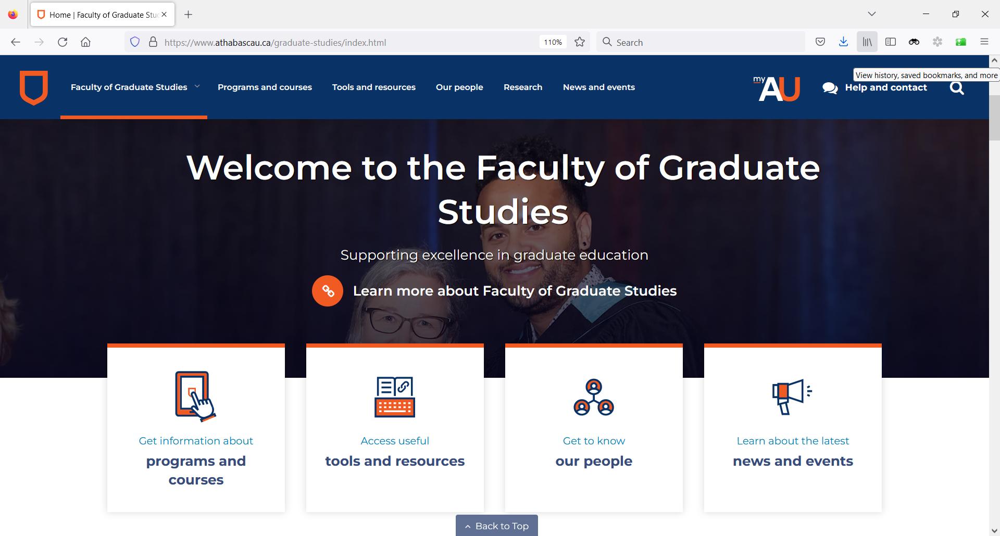 Home | Faculty of Graduate Stu
https://www.athabascau.ca/graduate-studies/index.html
110%
Search
View history, saved bookmarks, and more
Faculty of Graduate Studies
Programs and courses
Tools and resources
Our people
Research
News and events
myAU
Help and contact
Welcome to the Faculty of Graduate
Studies
Supporting excellence in graduate education
Learn more about Faculty of Graduate Studies
Get information about
programs and
courses
Access useful
tools and resources
Get to know
our people
Learn about the latest
news and events
Back to Top